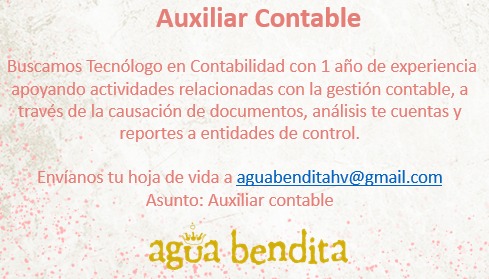 Auxiliar Contable
Buscamos Tecnólogo en Contabilidad con 1 año de experiencia
apoyando actividades relacionadas con la gestión contable, a
través de la causación de documentos, análisis te cuentas y
reportes a entidades de control.
Envíanos tu hoja de vida a aguabenditahv@gmail.com
Asunto: Auxiliar contable
agua bendita